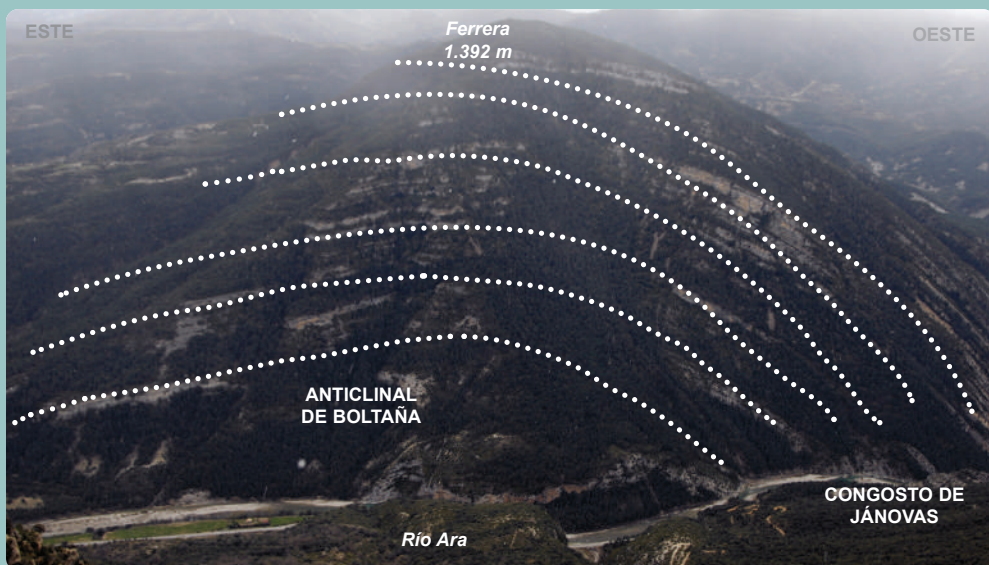 ESTE
Ferrera
1.392 m
OESTE
ANTICLINAL
DE BOLTAÑA
CONGOSTO DE
JÁNOVAS
Río Ara